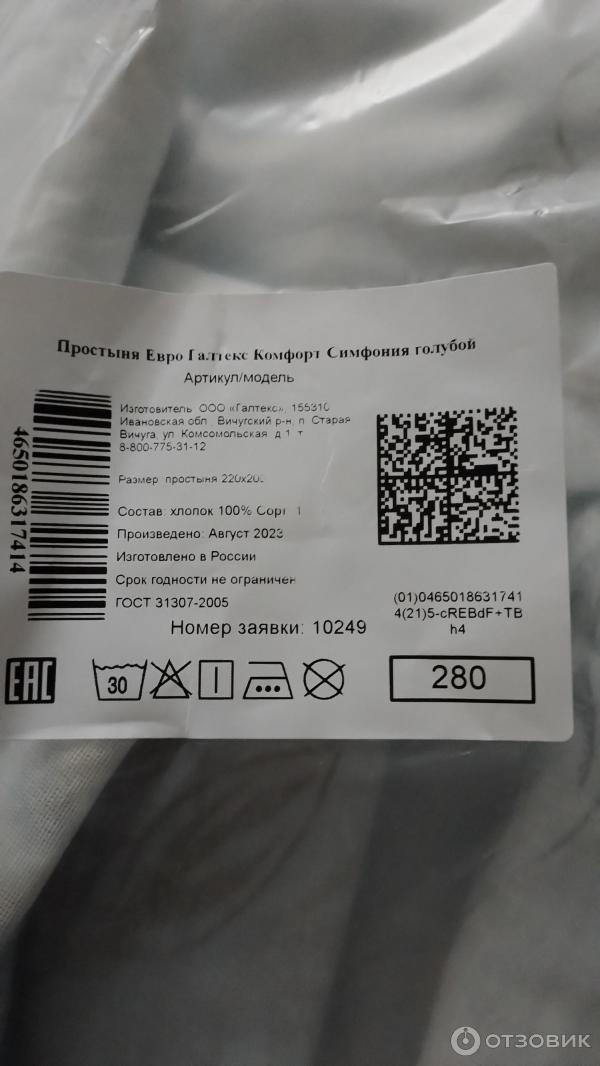 Простыня Евро Галтекс Комфорт Симфония голубой
Артикул/модель
4650186317414
Изготовитель ООО «Галтекс», 155310
Ивановская обл., Вичугский р-н, п. Старая
Вичуга, ул. Комсомольская д.1 т.
8-800-775-31-12
Размер простыня
Состав: хлопок 100% Сорт 1
Произведено: Август 2023
Изготовлено в России
Срок годности не ограничен
ГОСТ 31307-2005
Номер заявки: 10249
(01)0465018631741
4(21)5-cREBdF+TB
h4
EAC
30
280
ОТЗОВИК